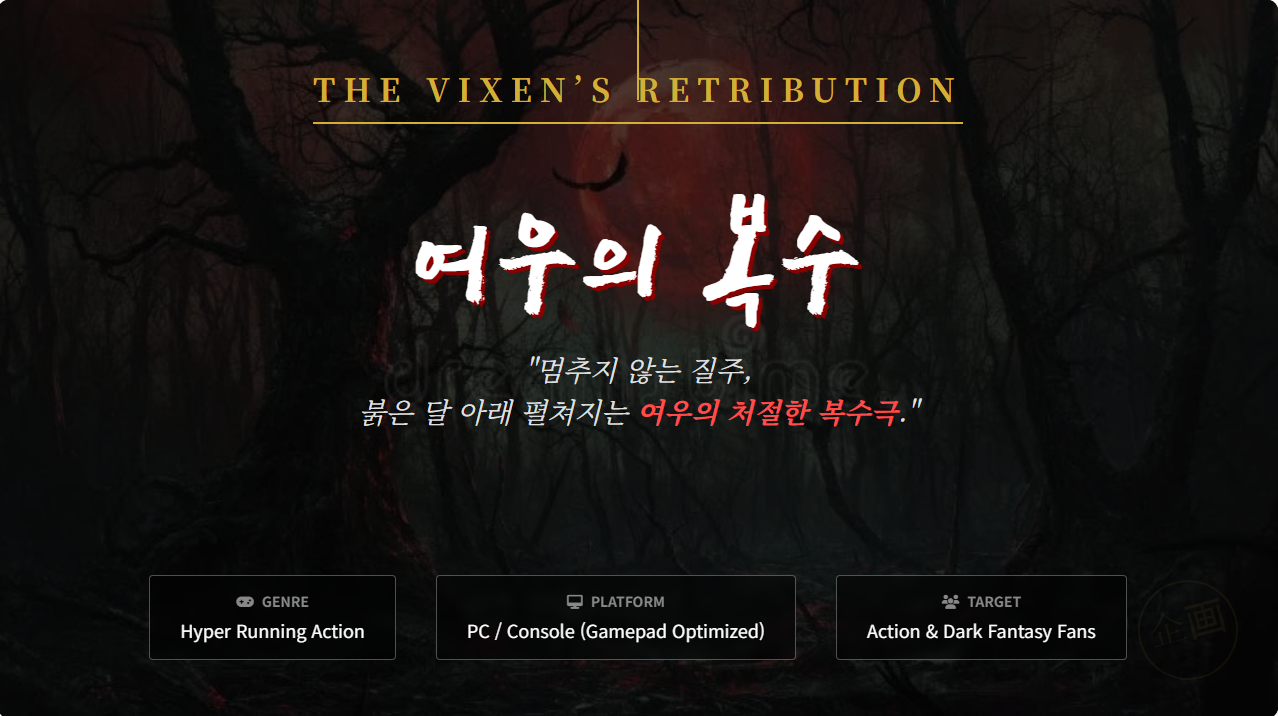 THE VIXEN’S RETRIBUTION
여우의 복수
"멈추지 않는 질주,
붉은 달 아래 펼쳐지는 여우의 처절한 복수극."
GENRE
Hyper Running Action
PLATFORM
PC / Console (Gamepad Optimized)
TARGET
Action & Dark Fantasy Fans
企画